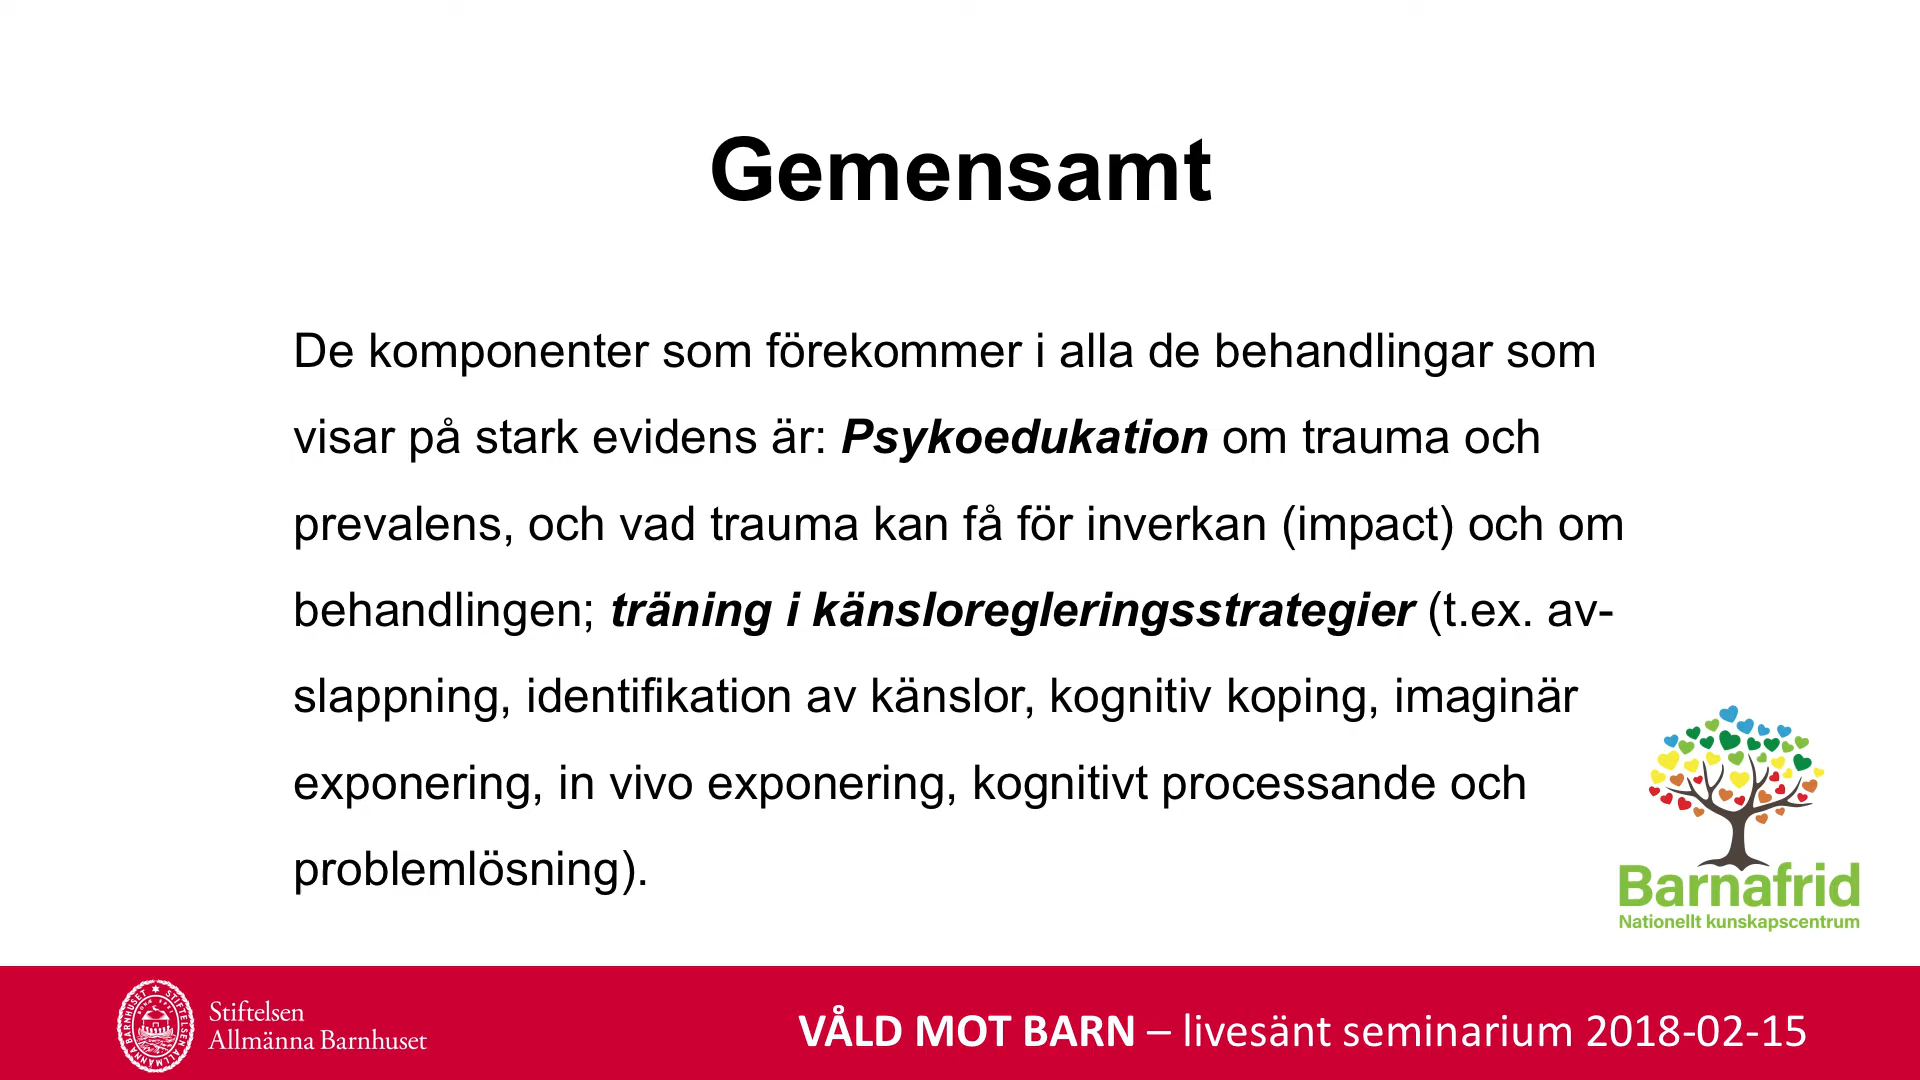 Gemensamt
De komponenter som förekommer i alla de behandlingar som
visar på stark evidens är: Psykoedukation om trauma och
prevalens, och vad trauma kan få för inverkan (impact) och om
behandlingen; träning i känsloregleringsstrategier (t.ex. av-
slappning, identifikation av känslor, kognitiv koping, imaginär
exponering, in vivo exponering, kognitivt processande och
problemlösning).
Barnafrid
Nationellt kunskapscentrum
STIFTELSEN ALLMÄNNA BARNHUSET
Stiftelsen
Allmänna Barnhuset
VÅLD MOT BARN – livesänt seminarium 2018-02-15